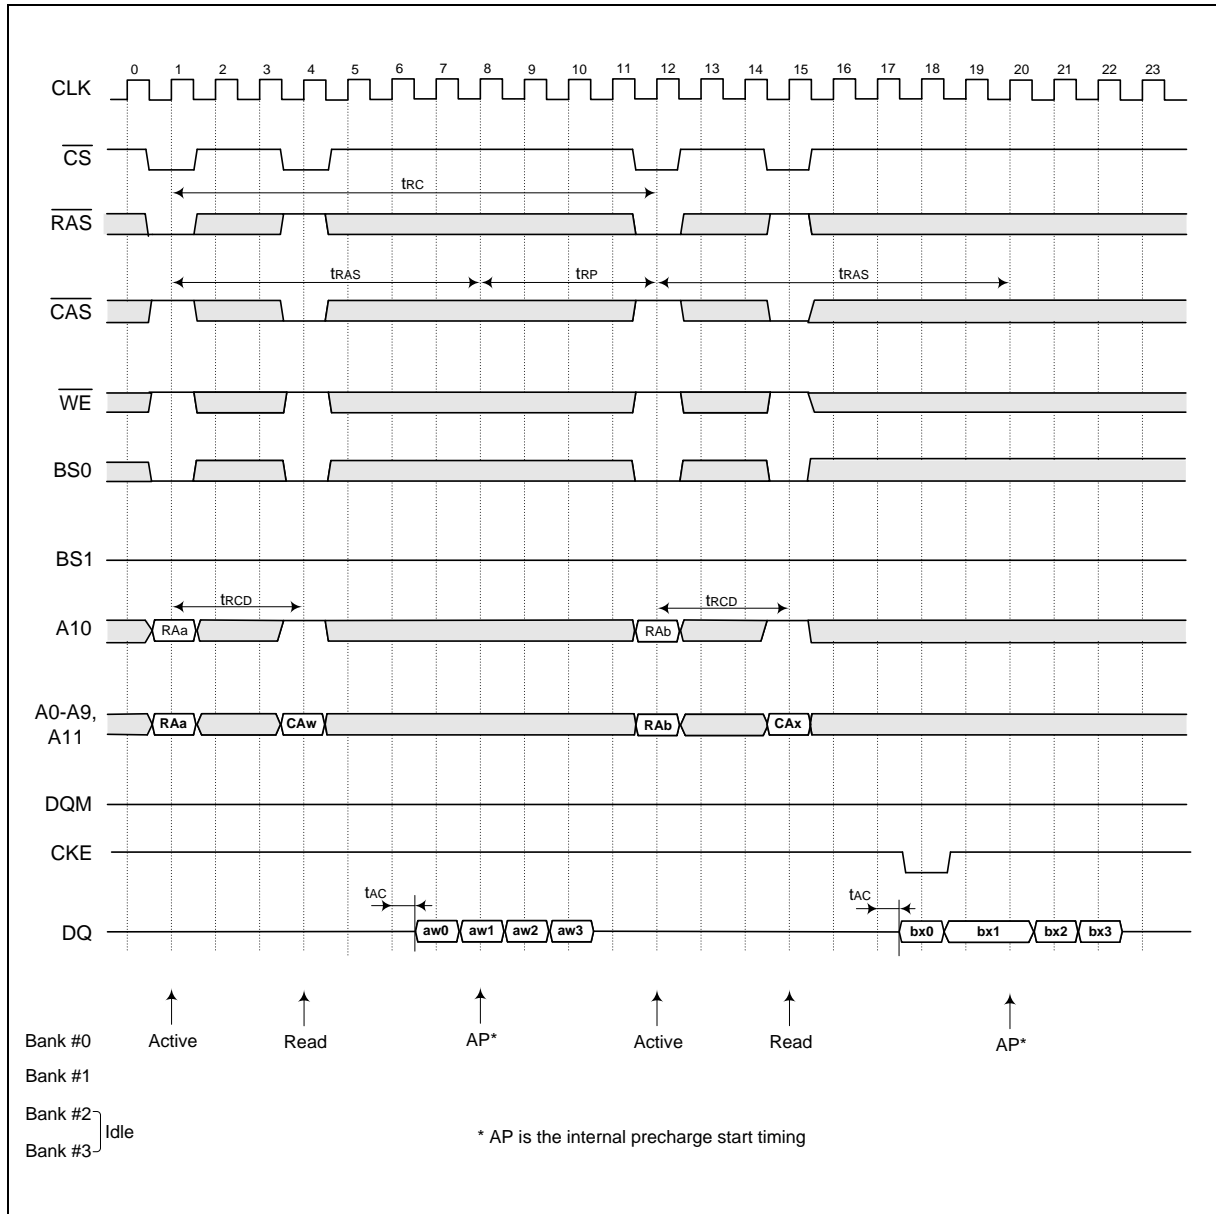 0 1 2 3 4 5 6 7 8 9 10 11 12 13 14 15 16 17 18 19 20 21 22 23
CLK
CS
tRC
RAS
tRAS tRP tRAS
CAS
WE
BS0
BS1
tRCD tRCD
A10 RAa RAb
A0-A9,
A11
RAa CAw RAb CAx
DQM
CKE
tAC tAC
DQ aw0 aw1 aw2 aw3 bx0 bx1 bx2 bx3
Bank #0 Active Read AP* Active Read AP*
Bank #1
Bank #2
Idle
Bank #3
* AP is the internal precharge start timing